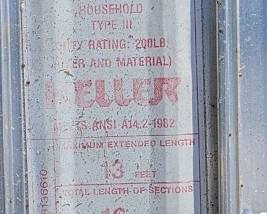 HOUSEHOLD
TYPE III
RATING: 200LB.
AND MATERIAL)
KELLER
ANSI A14.2-1982
MAXIMUM EXTENDED LENGTH
13 FEET
TOTAL LENGTH OF SECTIONS